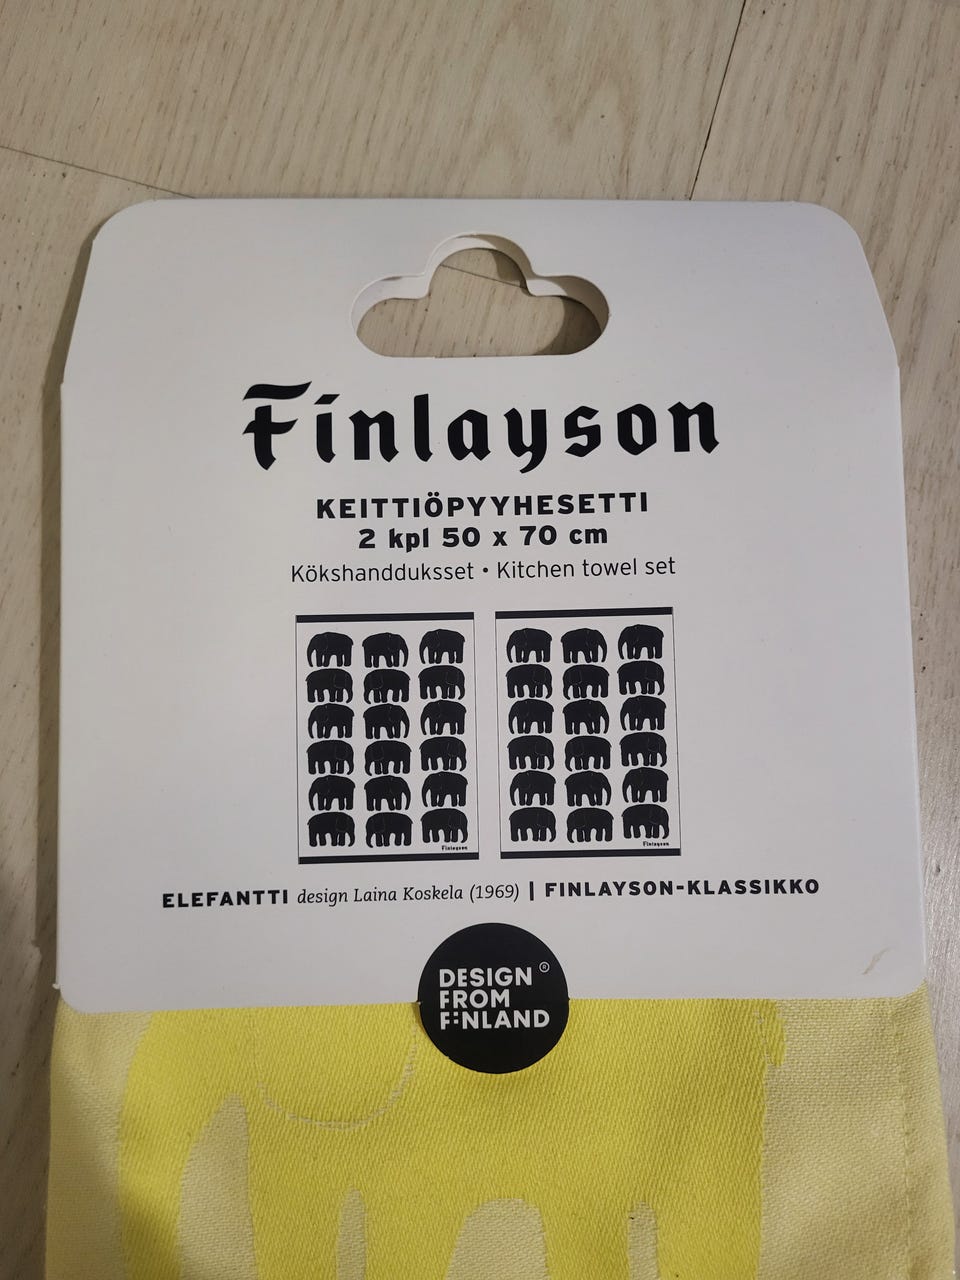 Finlayson
KEITTIÖPYYHESETTI
2 kpl 50 x 70 cm
Kökshandduksset • Kitchen towel set
Finlayson
Finlayson
ELEFANTTI design Laina Koskela (1969) | FINLAYSON-KLASSIKKO
DESIGN ®
FROM
FINLAND